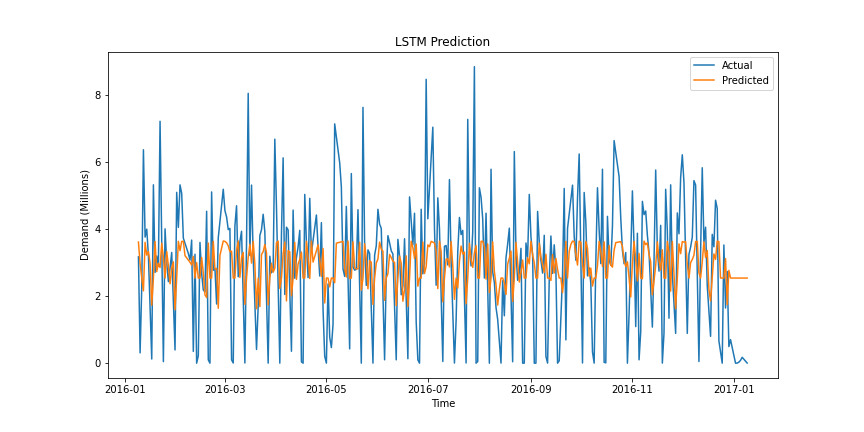 LSTM Prediction
Actual
Predicted
Demand (Millions)
8
6
4
2
0
2016-01
2016-03
2016-05
2016-07
2016-09
2016-11
2017-01
Time